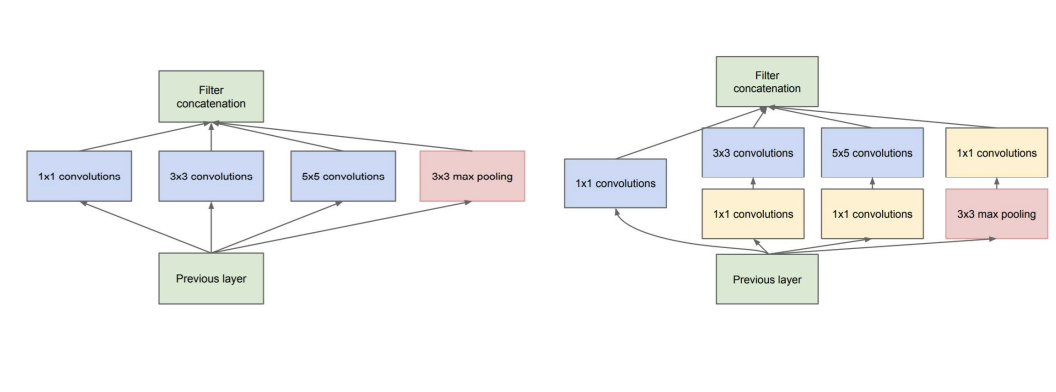 Filter
concatenation
1x1 convolutions
3x3 convolutions
5x5 convolutions
3x3 max pooling
Previous layer
Filter
concatenation
3x3 convolutions
5x5 convolutions
1x1 convolutions
1x1 convolutions
1x1 convolutions
1x1 convolutions
3x3 max pooling
Previous layer